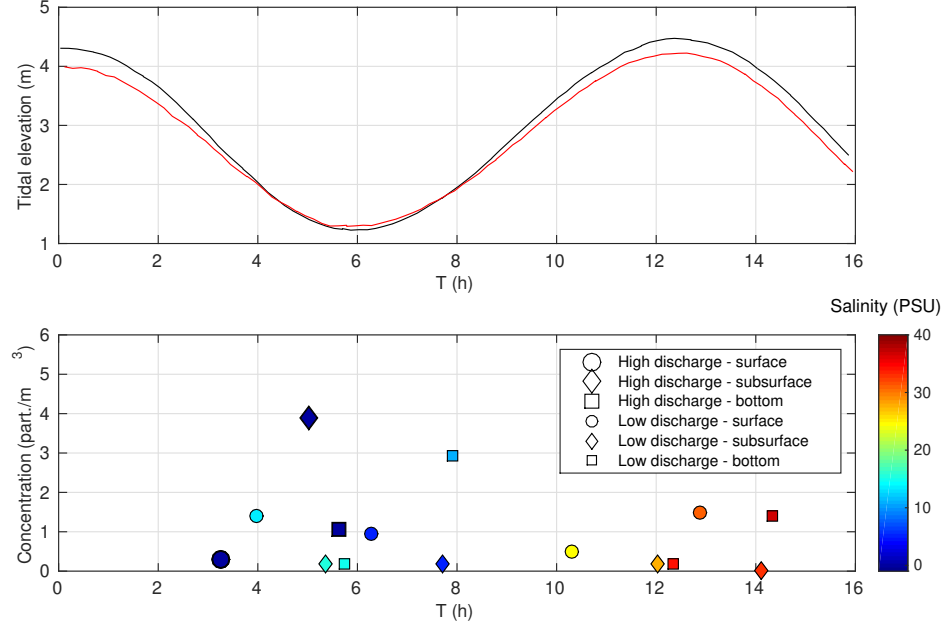 5
4
3
2
1
Tidal elevation (m)
0 2 4 6 8 10 12 14 16
T (h)
Salinity (PSU)
6
5
4
3
2
1
0
Concentration (part./m³)
High discharge - surface
High discharge - subsurface
High discharge - bottom
Low discharge - surface
Low discharge - subsurface
Low discharge - bottom
40
30
20
10
0
0 2 4 6 8 10 12 14 16
T (h)